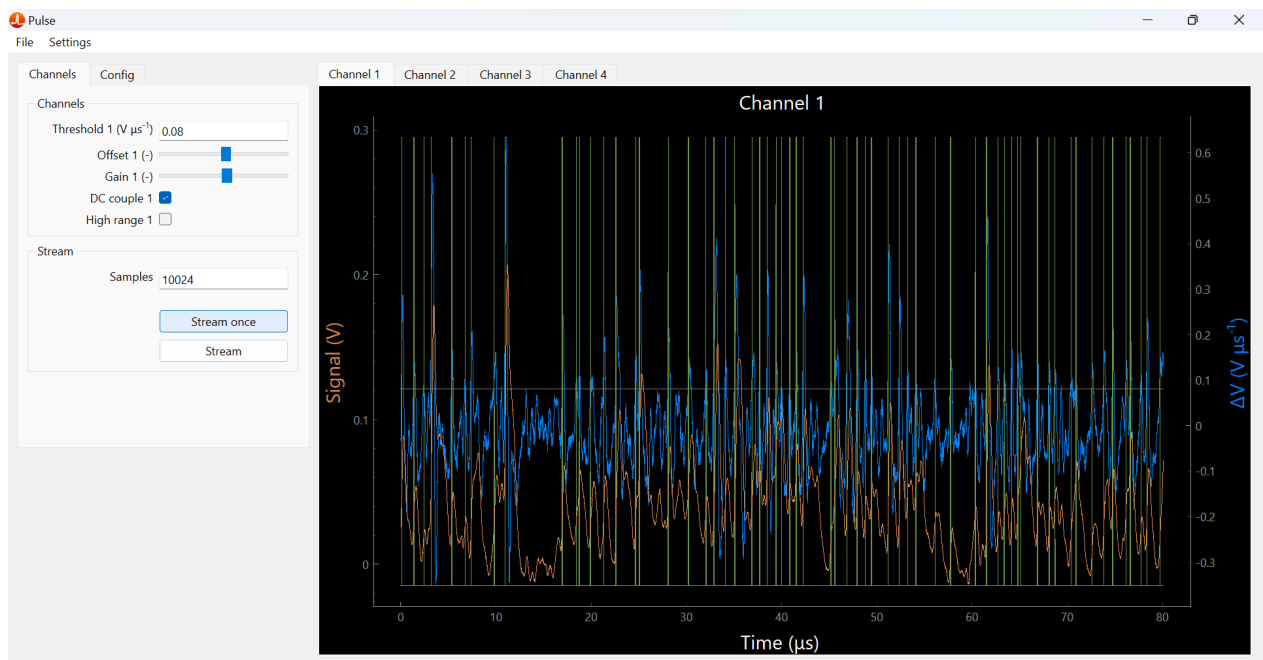 Pulse
File Settings
Channels Config
Channels
Threshold 1 (V µs⁻¹) 0.08
Offset 1 (-)
Gain 1 (-)
DC couple 1
High range 1
Stream
Samples 10024
Stream once
Stream
Channel 1 Channel 2 Channel 3 Channel 4
Channel 1
Signal (V)
0.3
0.2
0.1
0
0 10 20 30 40 50 60 70 80
Time (µs)
0.6
0.5
0.4
0.3
0.2
0.1
0
-0.1
-0.2
-0.3
ΔV (V µs⁻¹)